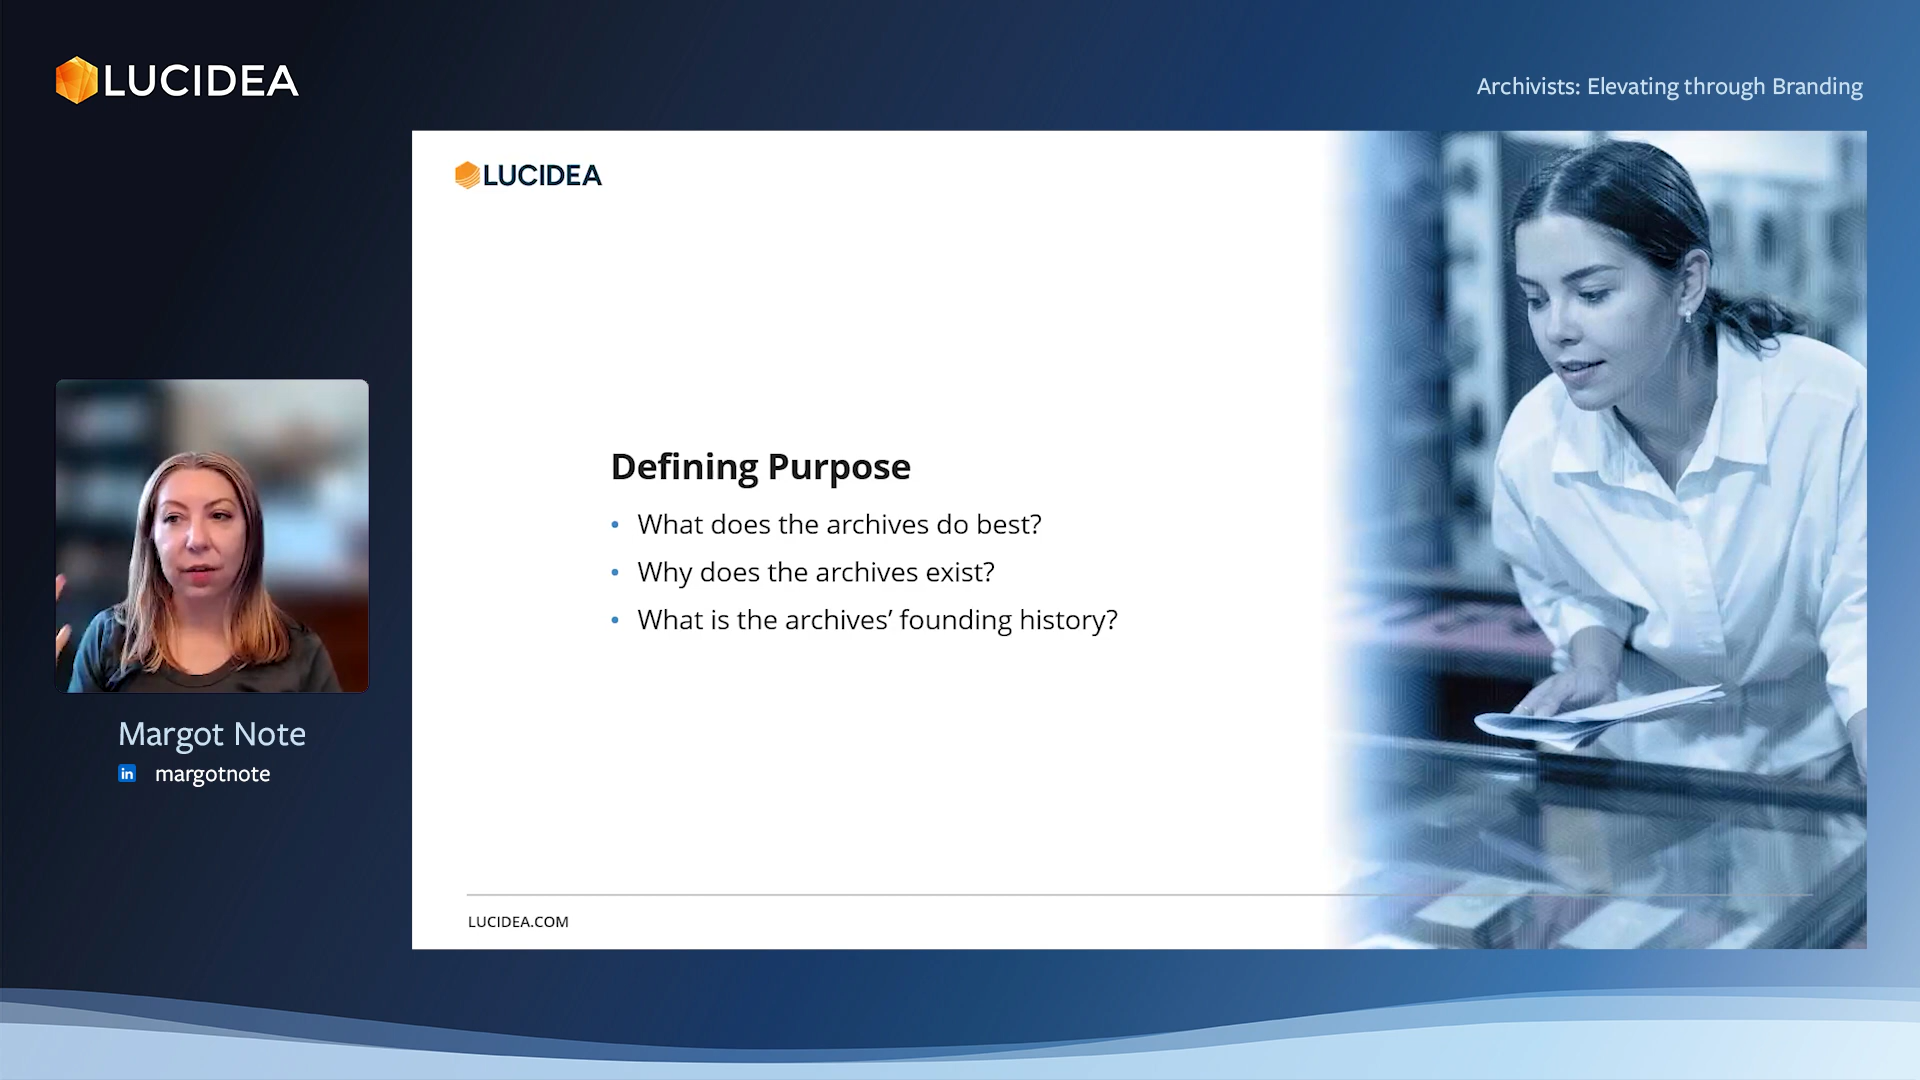 LUCIDEA
Archivists: Elevating through Branding
LUCIDEA
Defining Purpose
• What does the archives do best?
• Why does the archives exist?
• What is the archives’ founding history?
LUCIDEA.COM
Margot Note
in margotnote